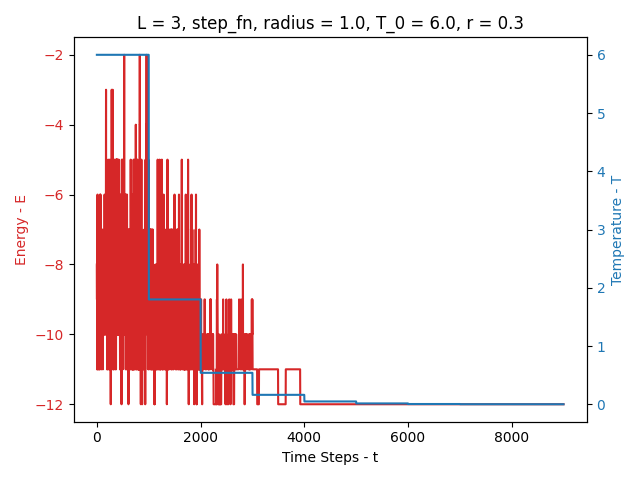 L = 3, step_fn, radius = 1.0, T_0 = 6.0, r = 0.3
Energy - E
−2
−4
−6
−8
−10
−12
6
5
4
3
2
1
0
Temperature - T
0 2000 4000 6000 8000
Time Steps - t